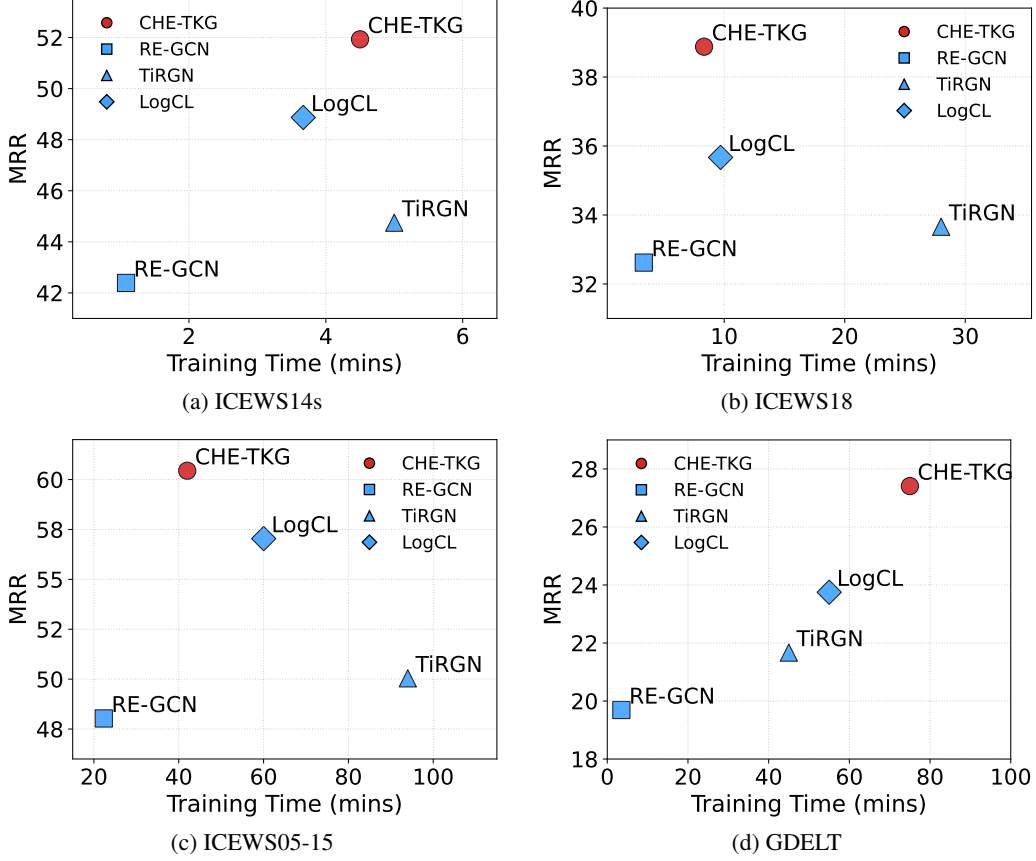 52
50
48
46
44
42
MRR
CHE-TKG
RE-GCN
TiRGN
LogCL
CHE-TKG
LogCL
TiRGN
RE-GCN
2
4
6
Training Time (mins)
(a) ICEWS14s
40
38
36
34
32
MRR
CHE-TKG
RE-GCN
TiRGN
LogCL
CHE-TKG
LogCL
TiRGN
RE-GCN
10
20
30
Training Time (mins)
(b) ICEWS18
60
58
55
52
50
48
MRR
CHE-TKG
RE-GCN
TiRGN
LogCL
CHE-TKG
LogCL
TiRGN
RE-GCN
20
40
60
80
100
Training Time (mins)
(c) ICEWS05-15
28
26
24
22
20
18
MRR
CHE-TKG
RE-GCN
TiRGN
LogCL
CHE-TKG
LogCL
TiRGN
RE-GCN
0
20
40
60
80
100
Training Time (mins)
(d) GDELT